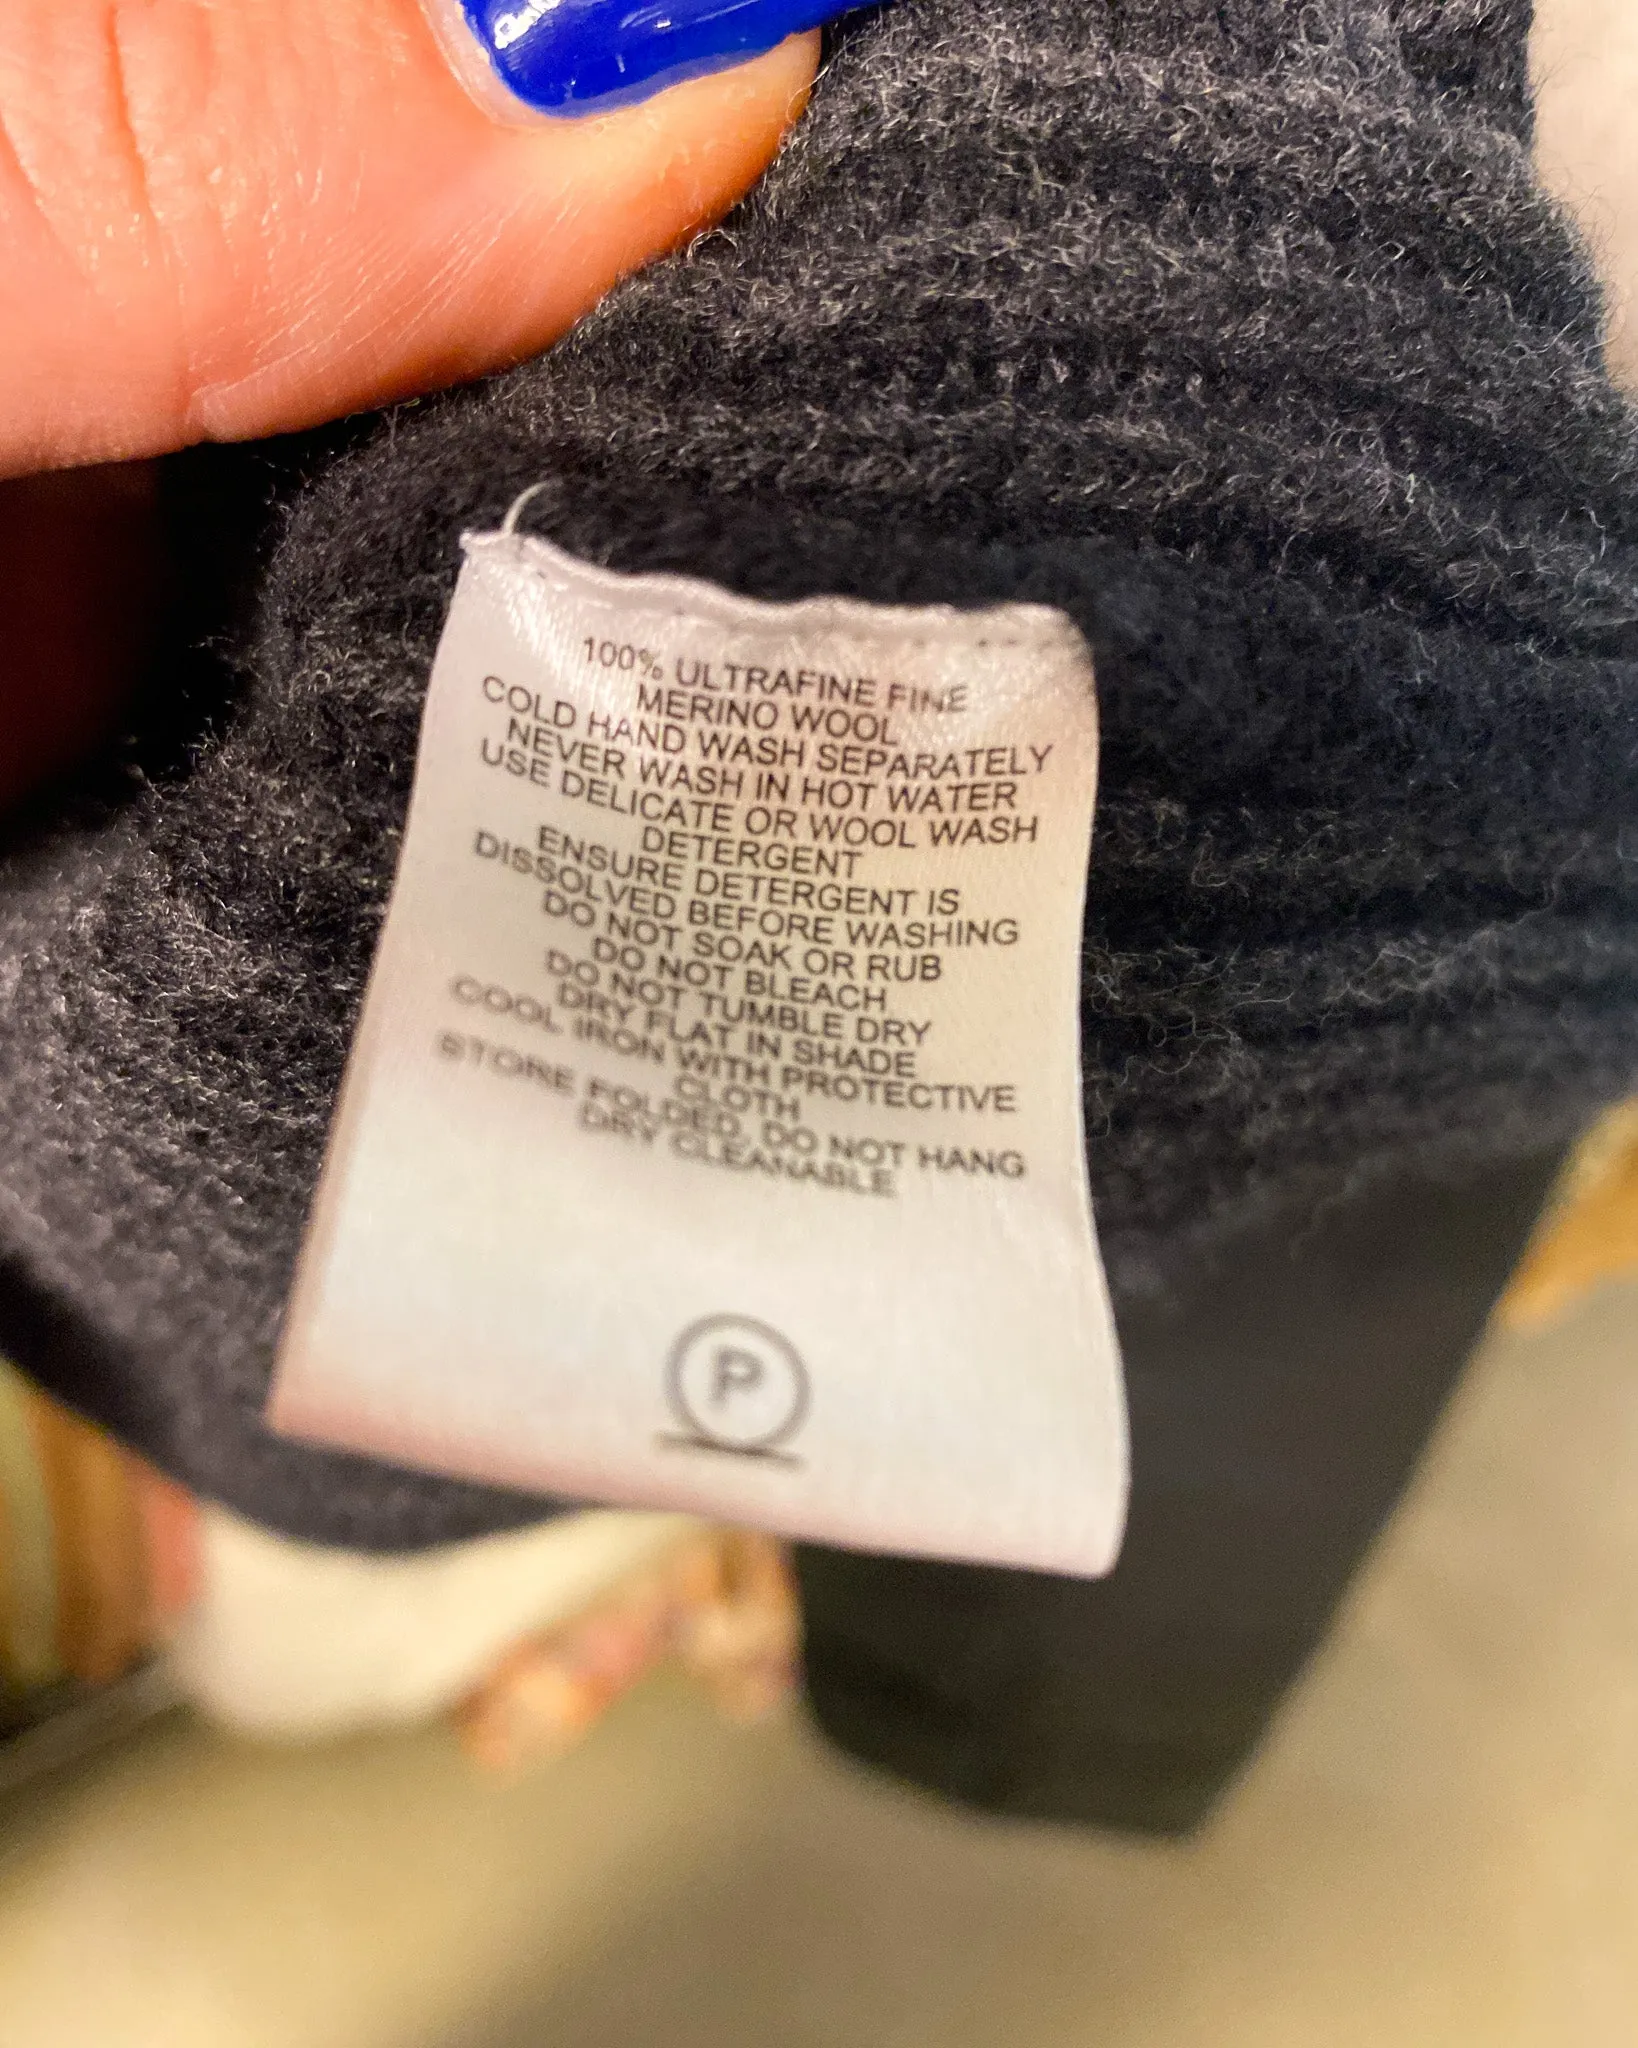 100% ULTRAFINE FINE
MERINO WOOL
COLD HAND WASH SEPARATELY
NEVER WASH IN HOT WATER
USE DELICATE OR WOOL WASH
DETERGENT
ENSURE DETERGENT IS
DISSOLVED BEFORE WASHING
DO NOT SOAK OR RUB
DO NOT BLEACH
DO NOT TUMBLE DRY
DRY FLAT IN SHADE
COOL IRON WITH PROTECTIVE
CLOTH
STORE FOLDED, DO NOT HANG
DRY CLEANABLE
P